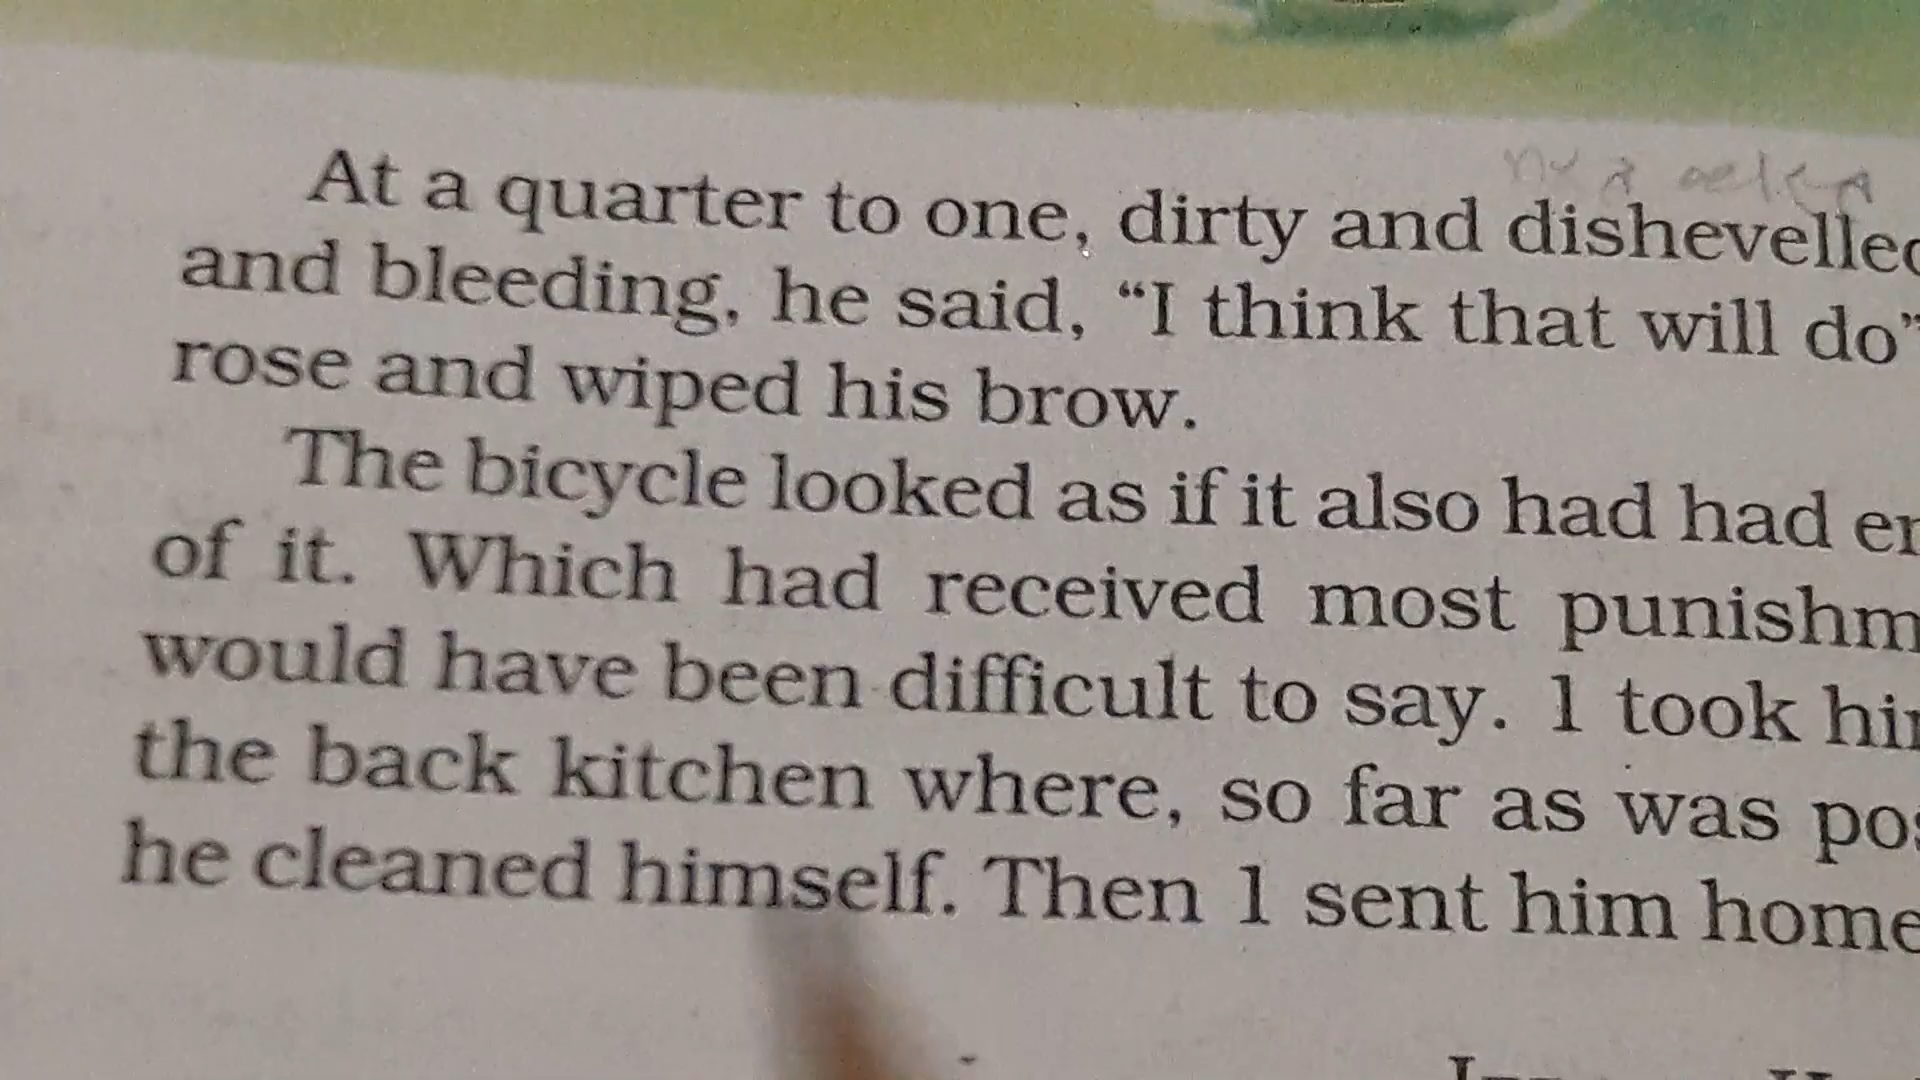 At a quarter to one, dirty and dishevelled
and bleeding, he said, “I think that will do”
rose and wiped his brow.
The bicycle looked as if it also had had
of it. Which had received most
would have been difficult to say. I took
the back kitchen where, so far as was
he cleaned himself. Then I sent him home